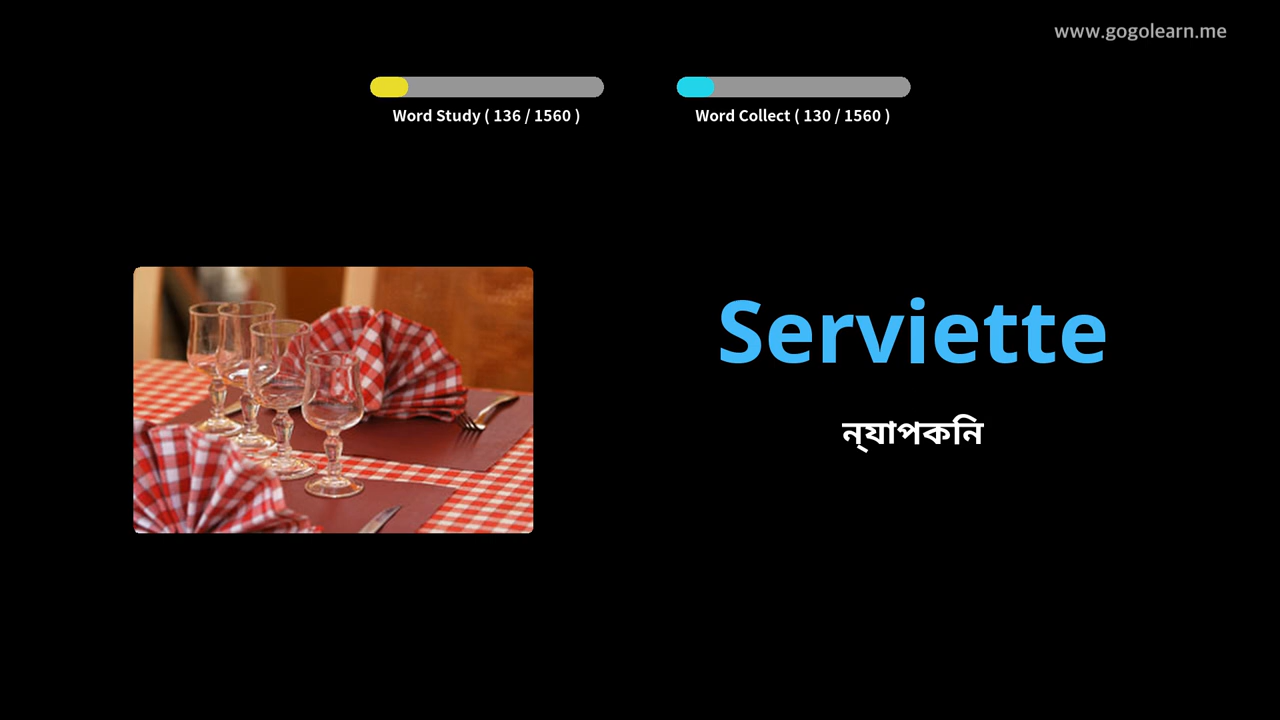 www.gogolearn.me
Word Study ( 136 / 1560 )
Word Collect ( 130 / 1560 )
Serviette
ন্যাপকিন